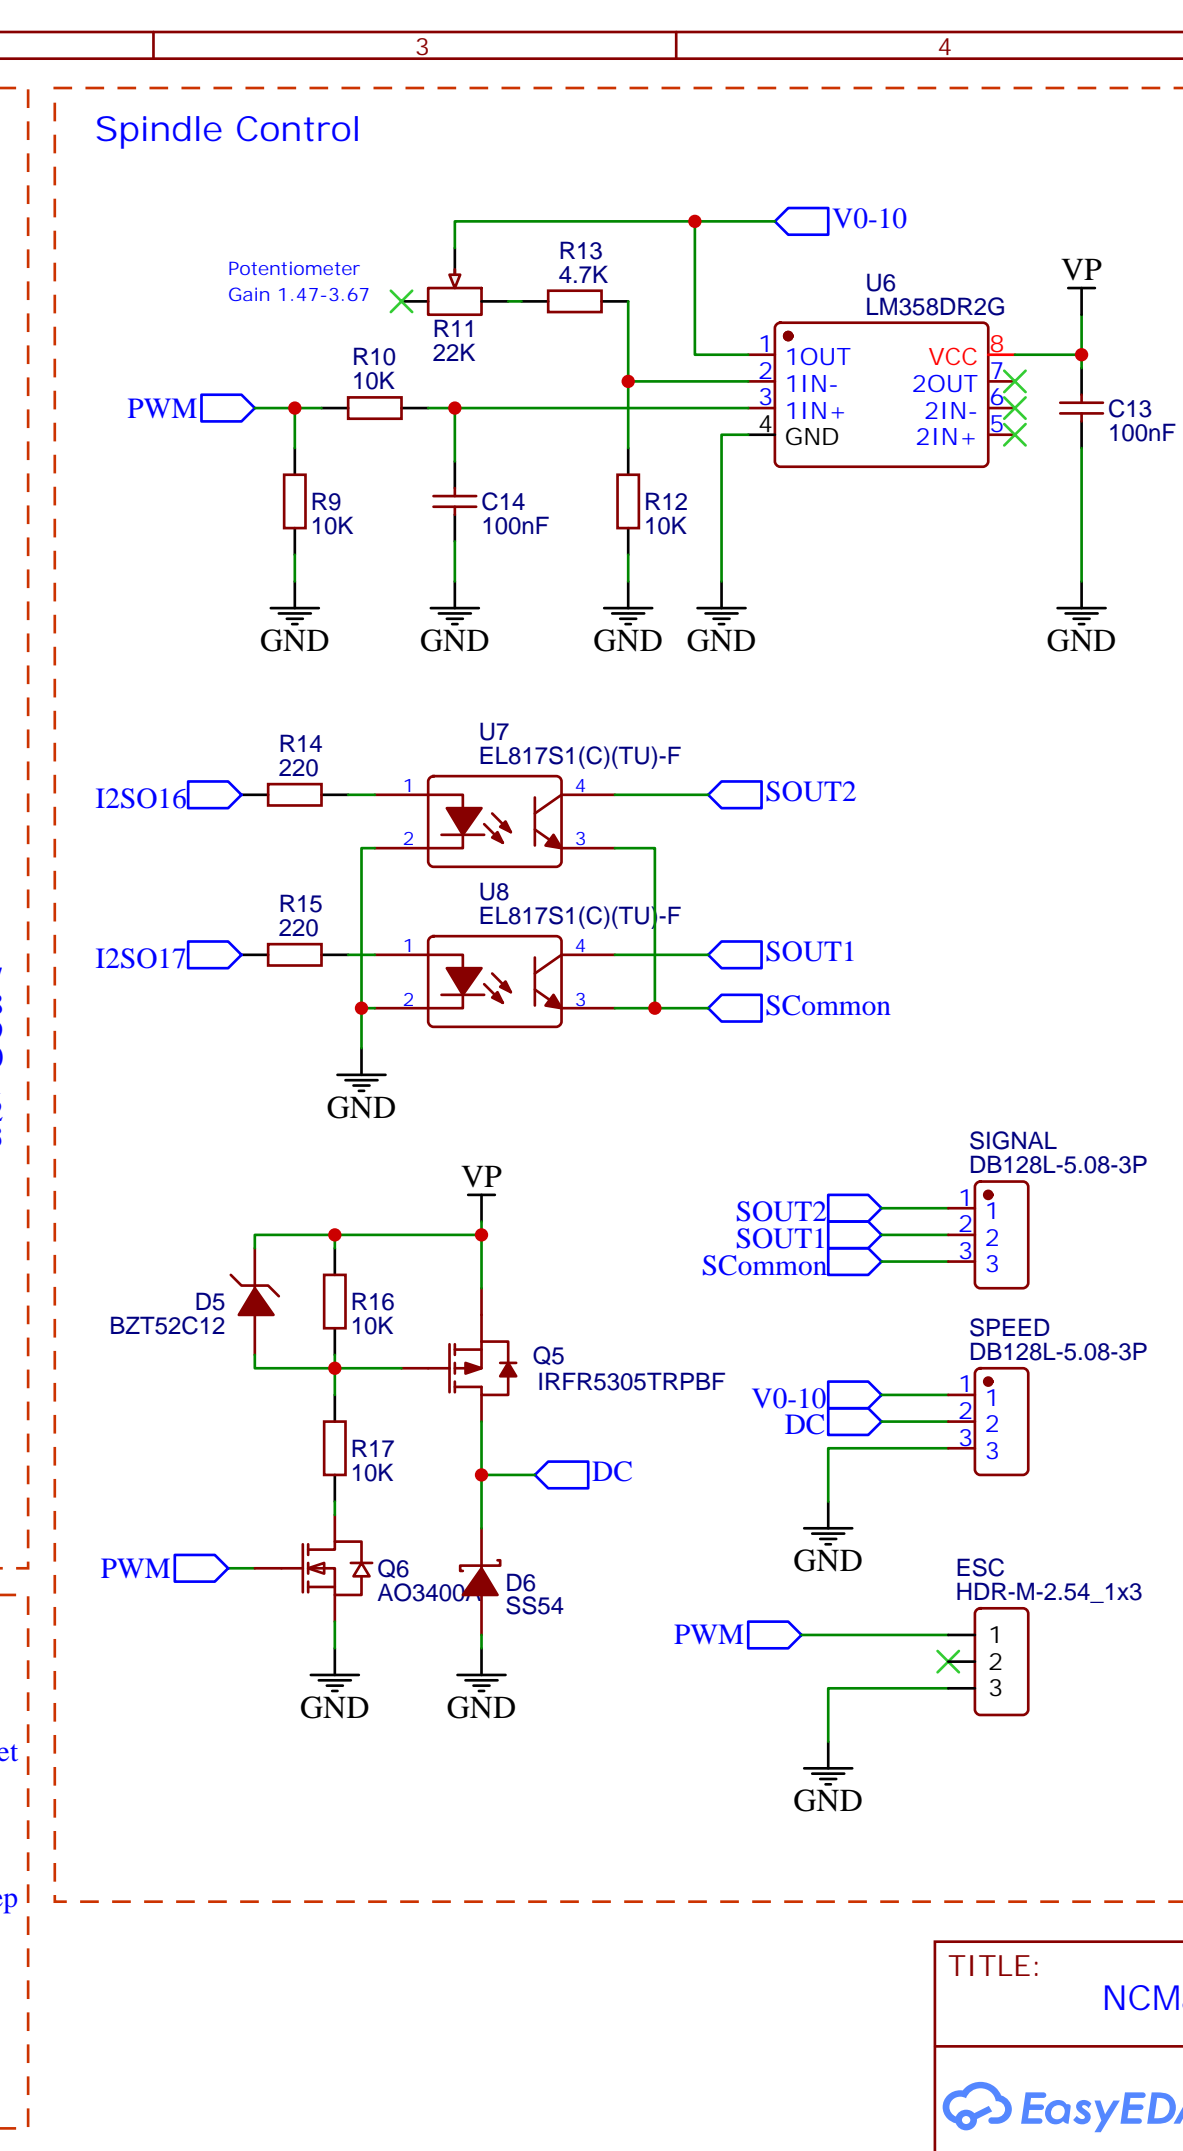 3
4
Spindle Control
V0-10
Potentiometer
Gain 1.47-3.67
R13
4.7K
R11
22K
R10
10K
PWM
U6
LM358DR2G
VP
1
2
3
4
1OUT
1IN-
1IN+
GND
VCC
2OUT
2IN-
2IN+
8
7
6
5
C13
100nF
R9
10K
C14
100nF
R12
10K
GND
GND
GND
GND
GND
U7
EL817S1(C)(TU)-F
R14
220
I2SO16
1
2
4
3
SOUT2
U8
EL817S1(C)(TU)-F
R15
220
I2SO17
1
2
4
3
SOUT1
SCommon
GND
VP
D5
BZT52C12
R16
10K
Q5
IRFR5305TRPBF
R17
10K
DC
PWM
Q6
AO3400A
D6
SS54
GND
GND
SIGNAL
DB128L-5.08-3P
SOUT2
SOUT1
SCommon
1
2
3
1
2
3
SPEED
DB128L-5.08-3P
V0-10
DC
1
2
3
1
2
3
GND
ESC
HDR-M-2.54_1x3
PWM
1
2
3
GND
et
ep
TITLE:
NCM
EasyEDA